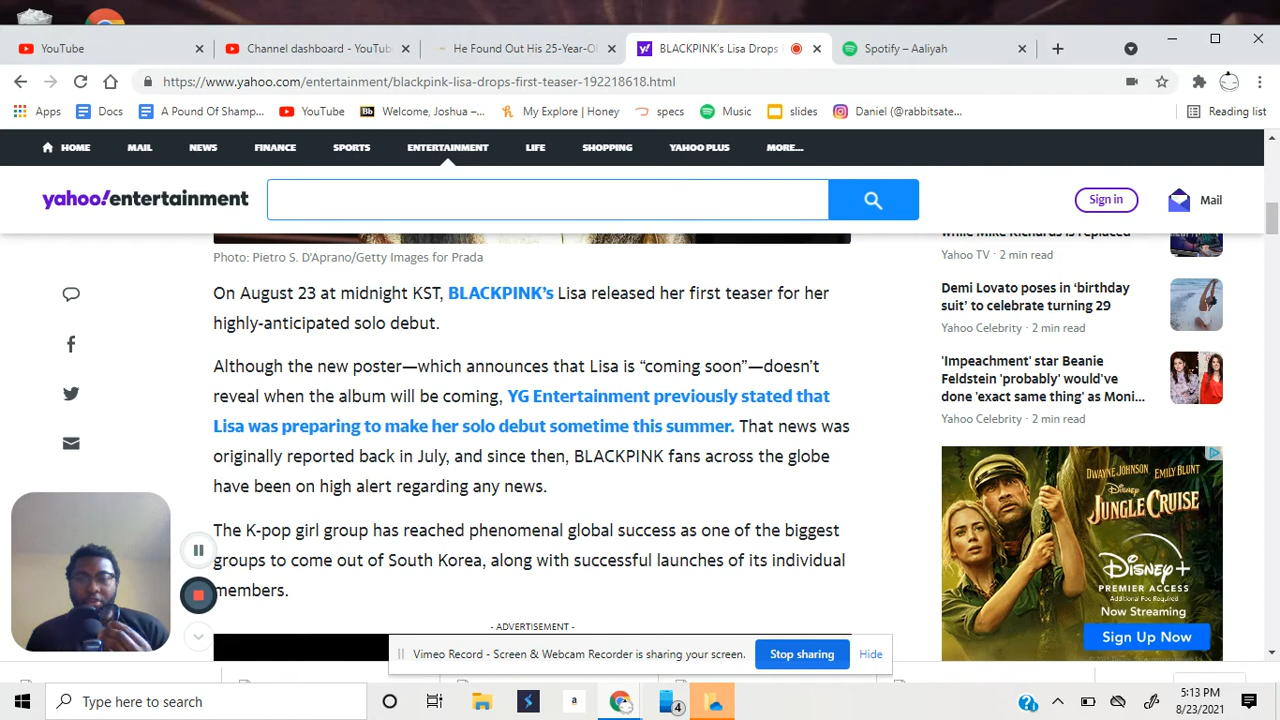 YouTube
Channel dashboard - YouTub
He Found Out His 25-Year-Ol
BLACKPINK's Lisa Drops
Spotify – Aaliyah
https://www.yahoo.com/entertainment/blackpink-lisa-drops-first-teaser-192218618.html
Apps
Docs
A Pound Of Shamp...
YouTube
Bb
Welcome, Joshua –...
My Explore | Honey
specs
Music
slides
Daniel (@rabbitsate...
Reading list
HOME
MAIL
NEWS
FINANCE
SPORTS
ENTERTAINMENT
LIFE
SHOPPING
YAHOO PLUS
MORE...
yahoo!entertainment
Sign in
Mail
Photo: Pietro S. D'Aprano/Getty Images for Prada
On August 23 at midnight KST, BLACKPINK's Lisa released her first teaser for her
highly-anticipated solo debut.
Although the new poster—which announces that Lisa is “coming soon”—doesn’t
reveal when the album will be coming, YG Entertainment previously stated that
Lisa was preparing to make her solo debut sometime this summer. That news was
originally reported back in July, and since then, BLACKPINK fans across the globe
have been on high alert regarding any news.
The K-pop girl group has reached phenomenal global success as one of the biggest
groups to come out of South Korea, along with successful launches of its individual
members.
- ADVERTISEMENT -
while Mike Richards is replaced
Yahoo TV · 2 min read
Demi Lovato poses in ‘birthday
suit’ to celebrate turning 29
Yahoo Celebrity · 2 min read
'Impeachment' star Beanie
Feldstein 'probably' would've
done 'exact same thing' as Moni...
Yahoo Celebrity · 2 min read
DWAYNE JOHNSON EMILY BLUNT
Disney
JUNGLE CRUISE
Disney+
PREMIER ACCESS
Additional Fee Required
Now Streaming
Sign Up Now
Vimeo Record - Screen & Webcam Recorder is sharing your screen.
Stop sharing
Hide
Type here to search
a
4
5:13 PM
8/23/2021